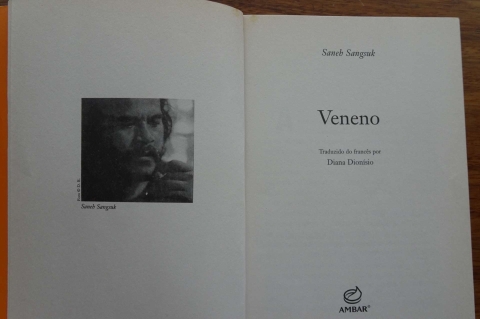 Saneh Sangsuk
Saneh Sangsuk
Veneno
Traduzido do francês por
Diana Dionísio
AMBAR®